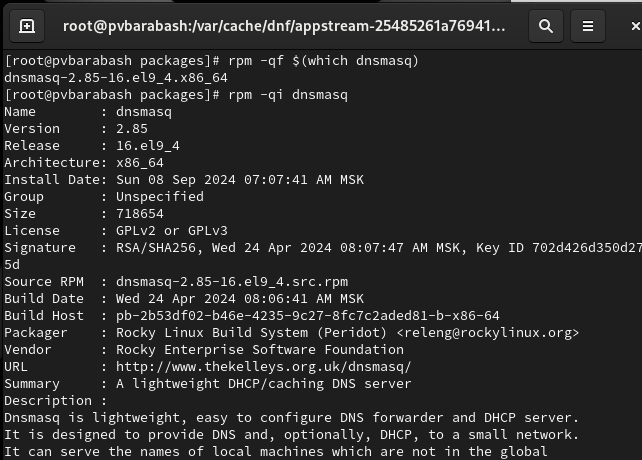 root@pvbarabash:/var/cache/dnf/appstream-25485261a76941...
[root@pvbarabash packages]# rpm -qf $(which dnsmasq)
dnsmasq-2.85-16.el9_4.x86_64
[root@pvbarabash packages]# rpm -qi dnsmasq
Name        : dnsmasq
Version     : 2.85
Release     : 16.el9_4
Architecture: x86_64
Install Date: Sun 08 Sep 2024 07:07:41 AM MSK
Group       : Unspecified
Size        : 718654
License     : GPLv2 or GPLv3
Signature   : RSA/SHA256, Wed 24 Apr 2024 08:07:47 AM MSK, Key ID 702d426d350d27
5d
Source RPM  : dnsmasq-2.85-16.el9_4.src.rpm
Build Date  : Wed 24 Apr 2024 08:06:41 AM MSK
Build Host  : pb-2b53df02-b46e-4235-9c27-8fc7c2aded81-b-x86-64
Packager    : Rocky Linux Build System (Peridot) <releng@rockylinux.org>
Vendor      : Rocky Enterprise Software Foundation
URL         : http://www.thekelleys.org.uk/dnsmasq/
Summary     : A lightweight DHCP/caching DNS server
Description :
Dnsmasq is lightweight, easy to configure DNS forwarder and DHCP server.
It is designed to provide DNS and, optionally, DHCP, to a small network.
It can serve the names of local machines which are not in the global